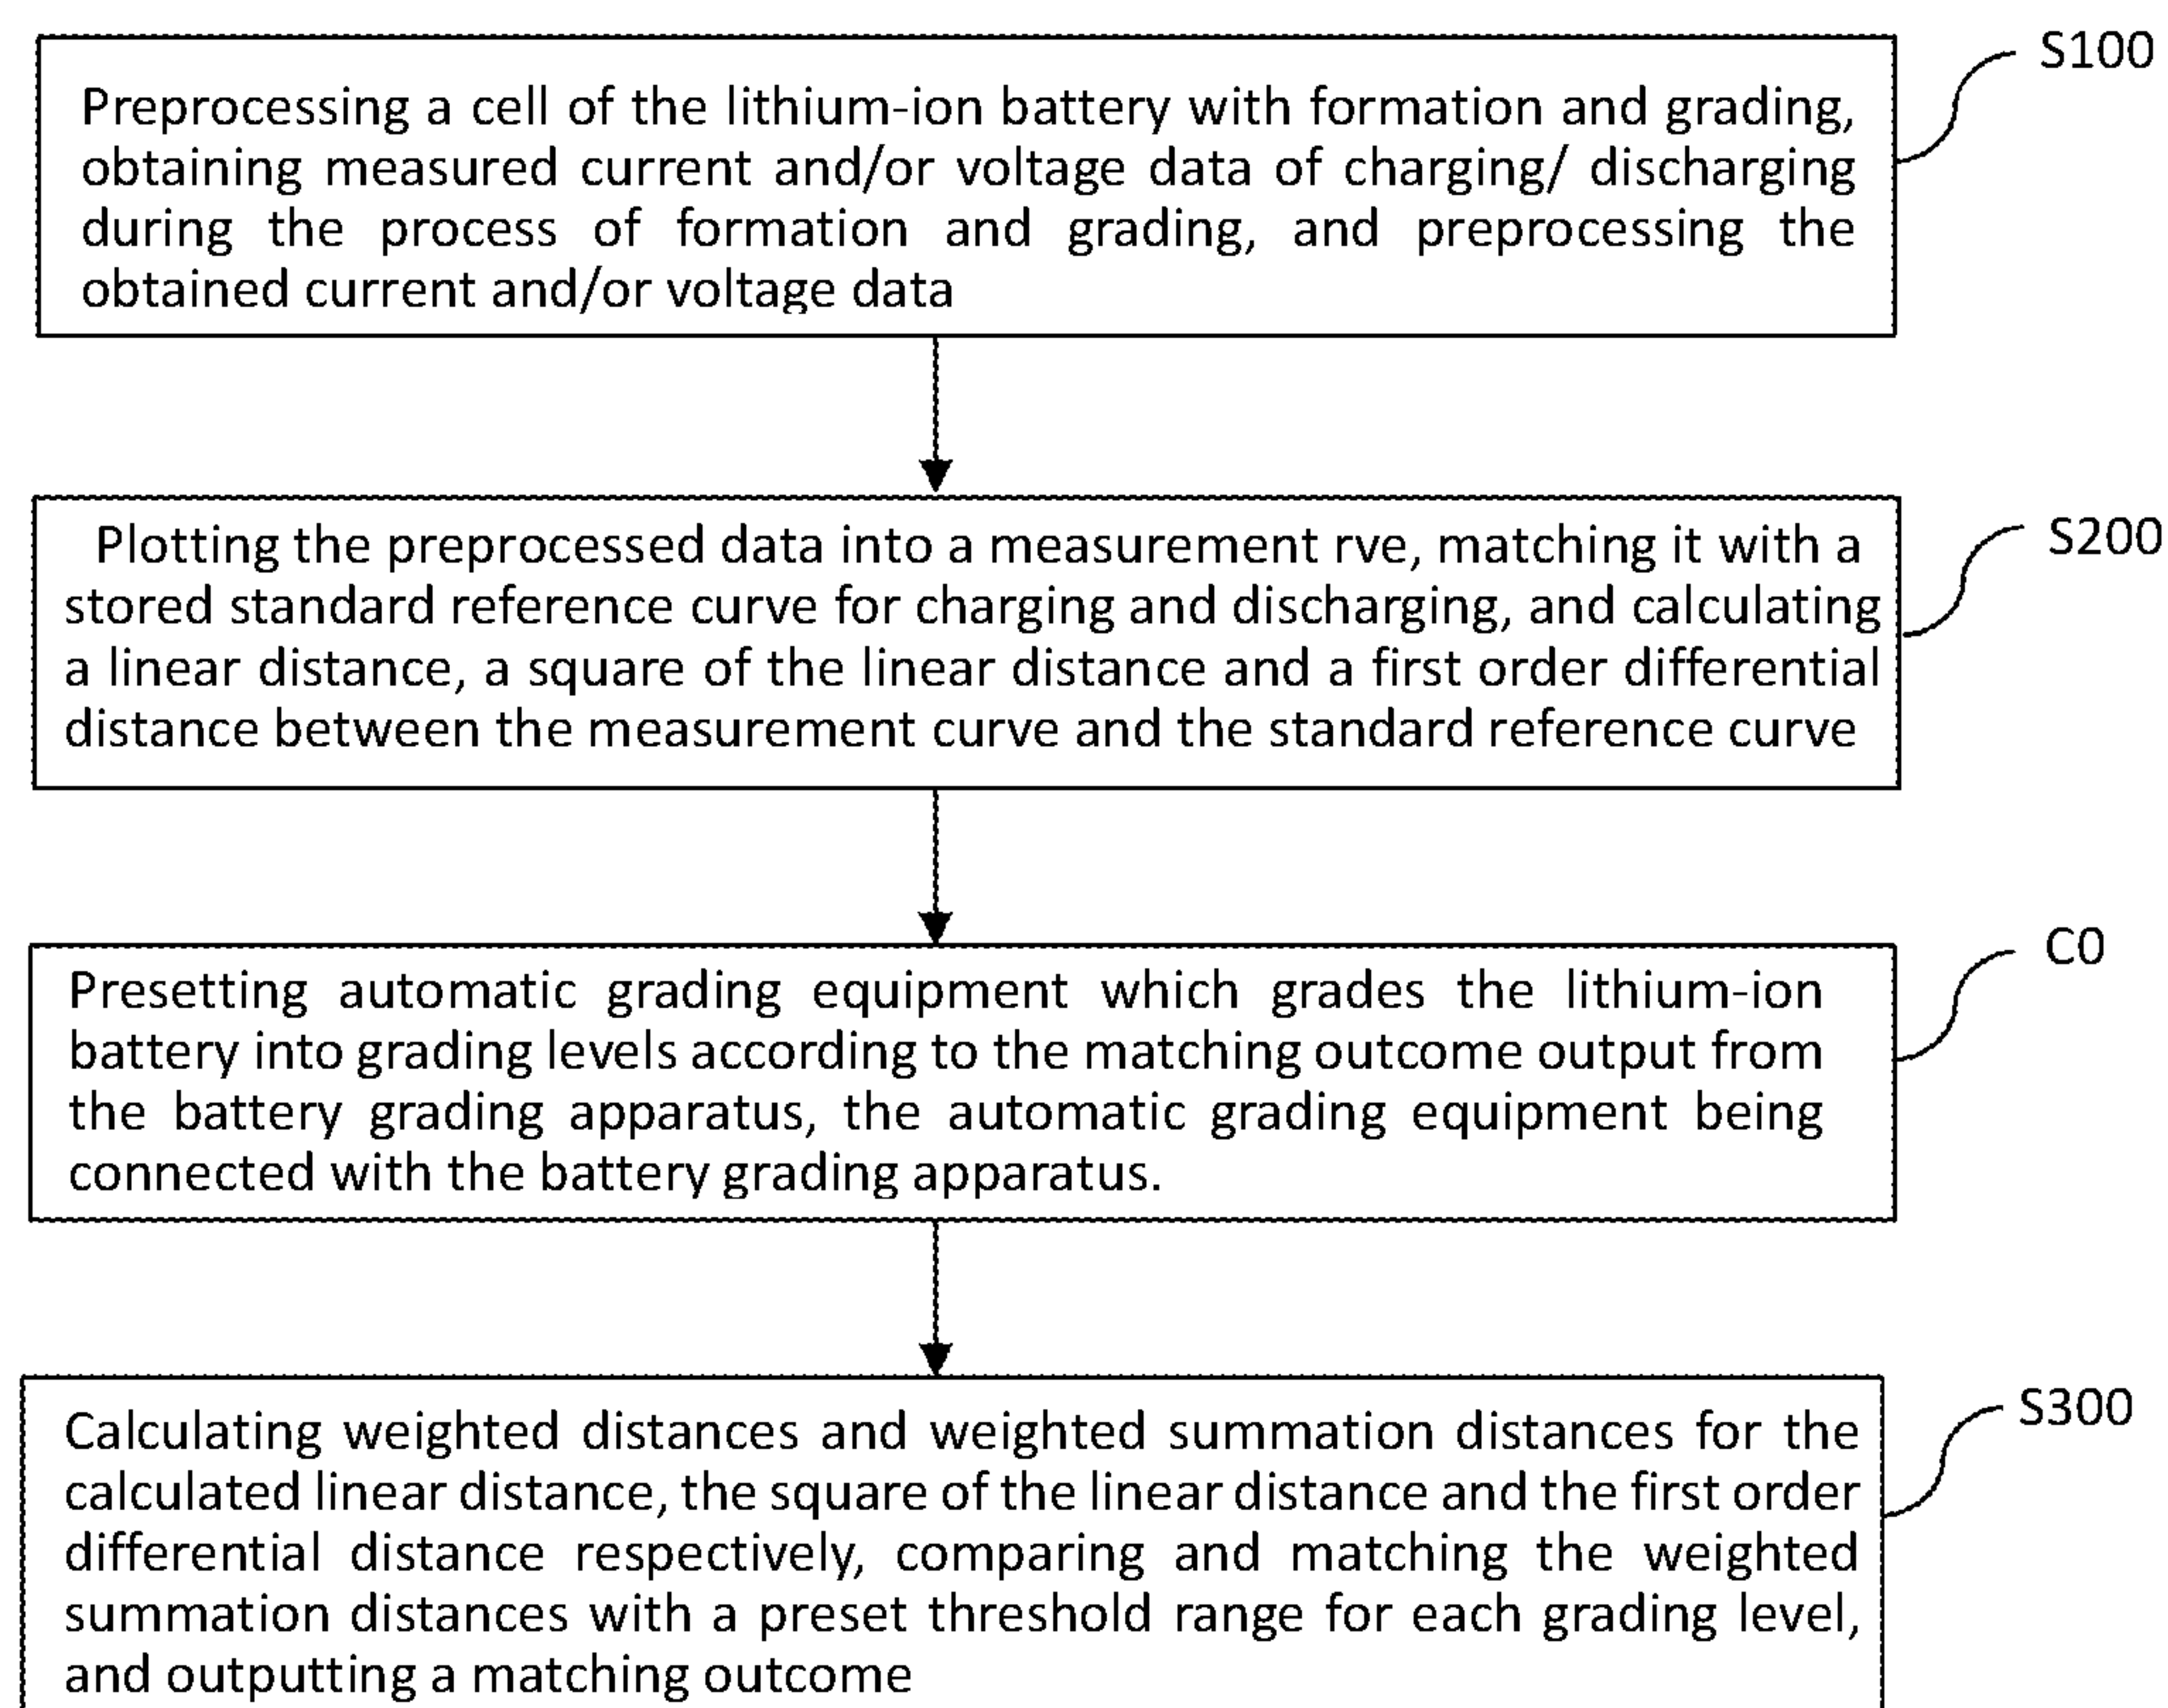 S100
Preprocessing a cell of the lithium-ion battery with formation and grading,
obtaining measured current and/or voltage data of charging/ discharging
during the process of formation and grading, and preprocessing the
obtained current and/or voltage data
S200
Plotting the preprocessed data into a measurement rve, matching it with a
stored standard reference curve for charging and discharging, and calculating
a linear distance, a square of the linear distance and a first order differential
distance between the measurement curve and the standard reference curve
C0
Presetting automatic grading equipment which grades the lithium-ion
battery into grading levels according to the matching outcome output from
the battery grading apparatus, the automatic grading equipment being
connected with the battery grading apparatus.
S300
Calculating weighted distances and weighted summation distances for the
calculated linear distance, the square of the linear distance and the first order
differential distance respectively, comparing and matching the weighted
summation distances with a preset threshold range for each grading level,
and outputting a matching outcome